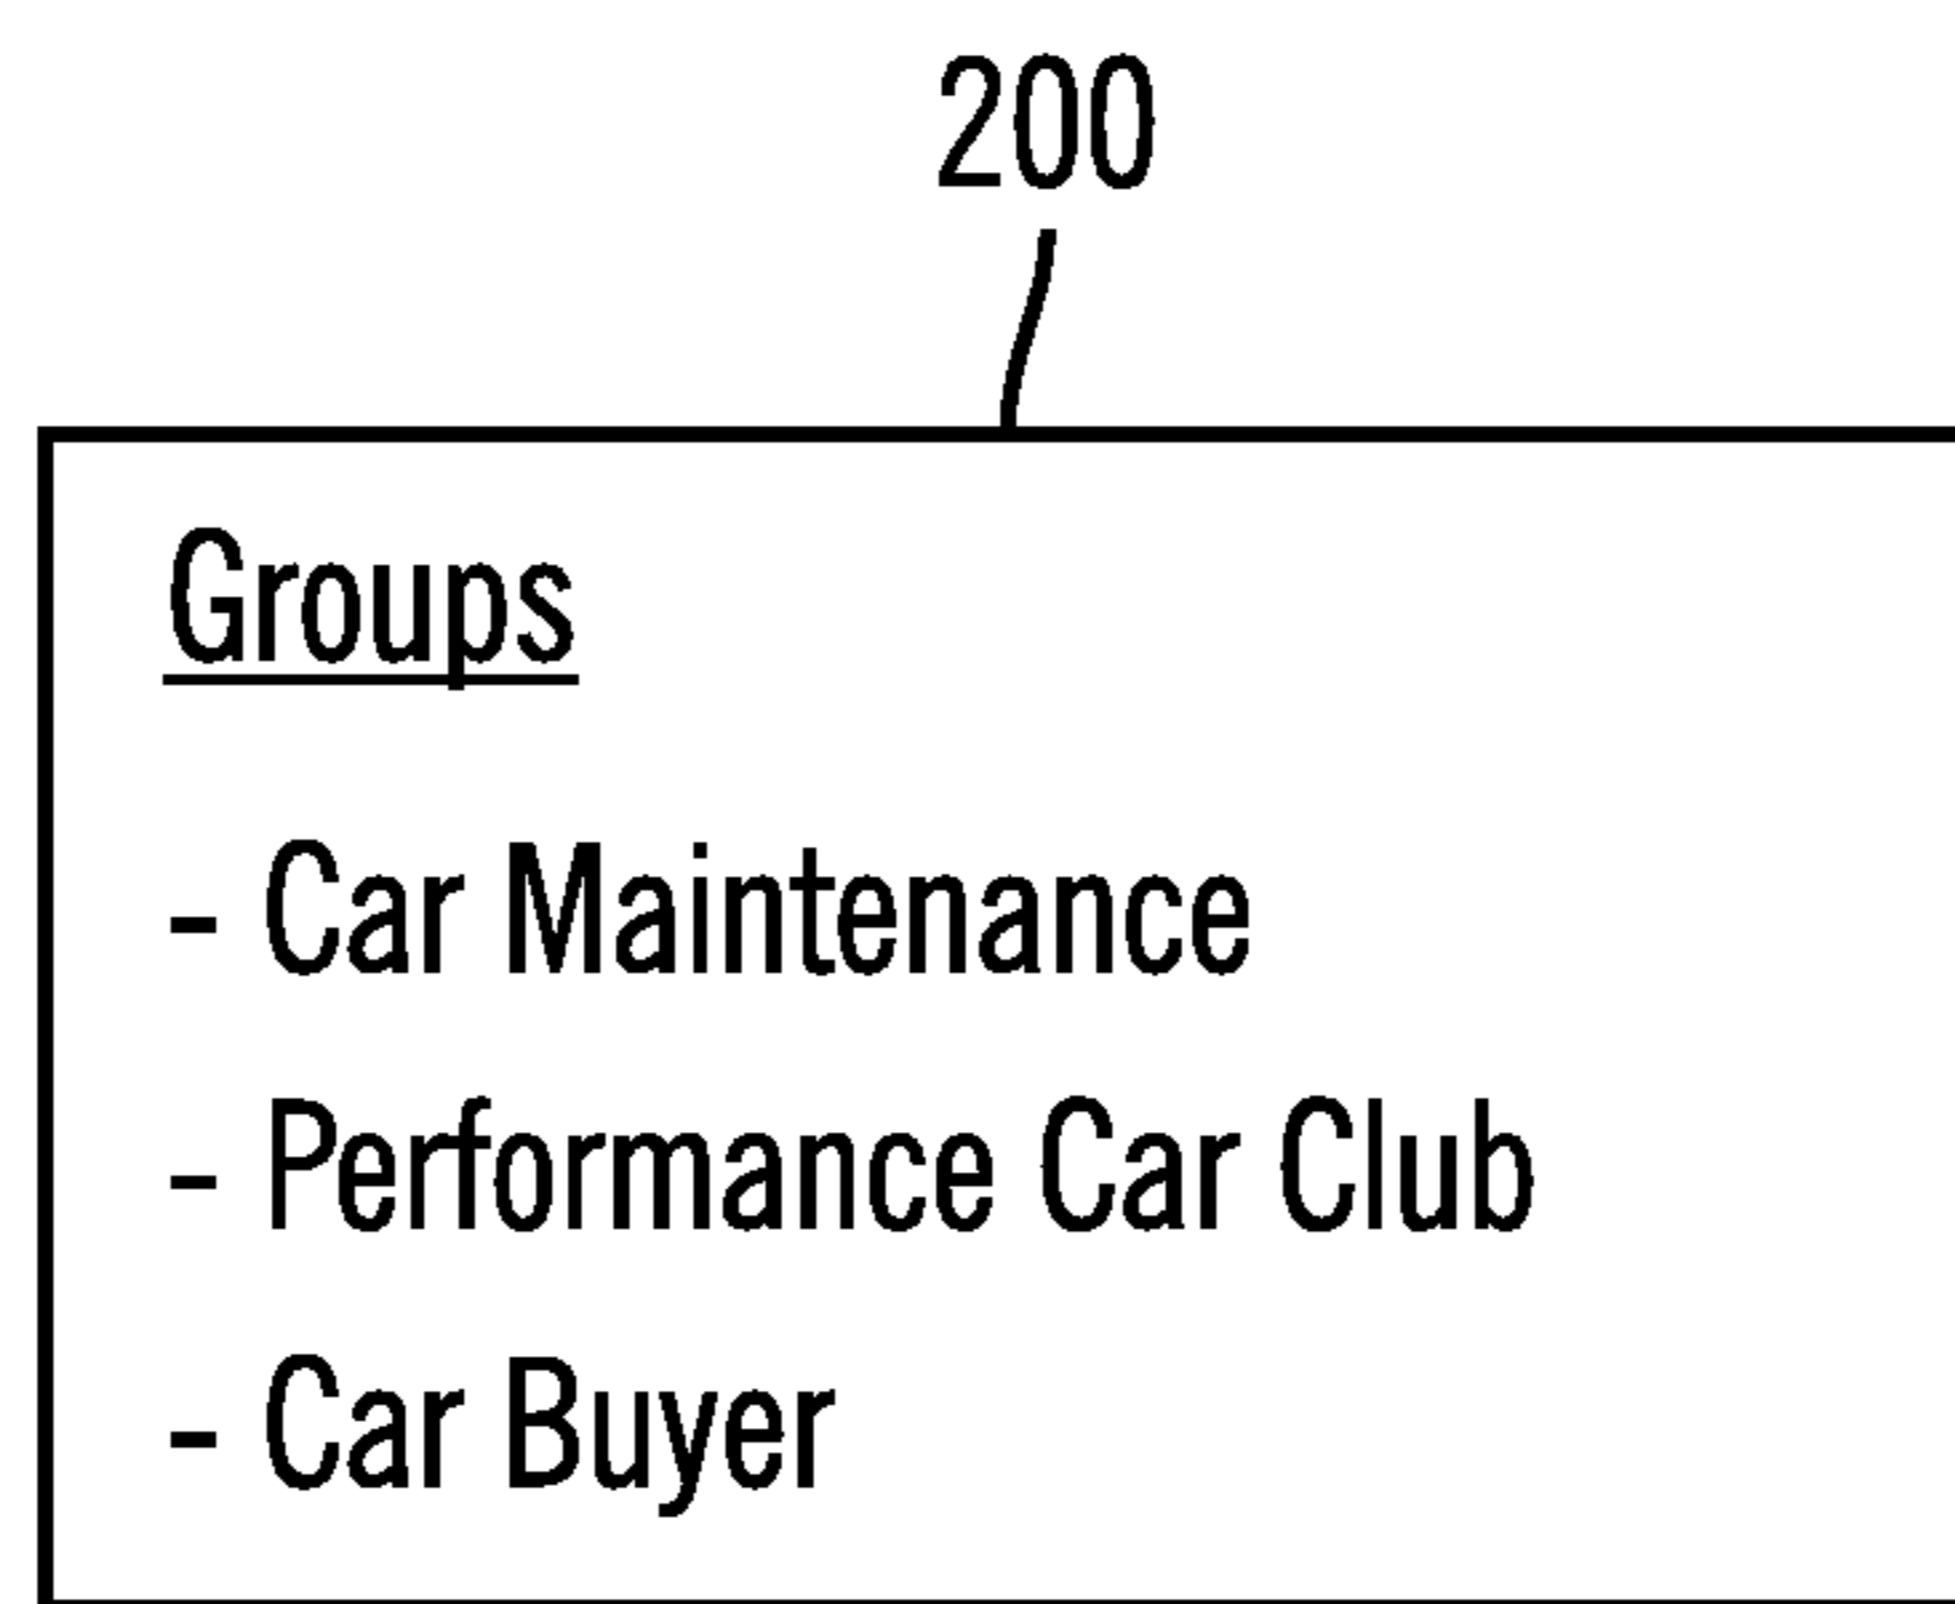 200
Groups
- Car Maintenance
- Performance Car Club
- Car Buyer